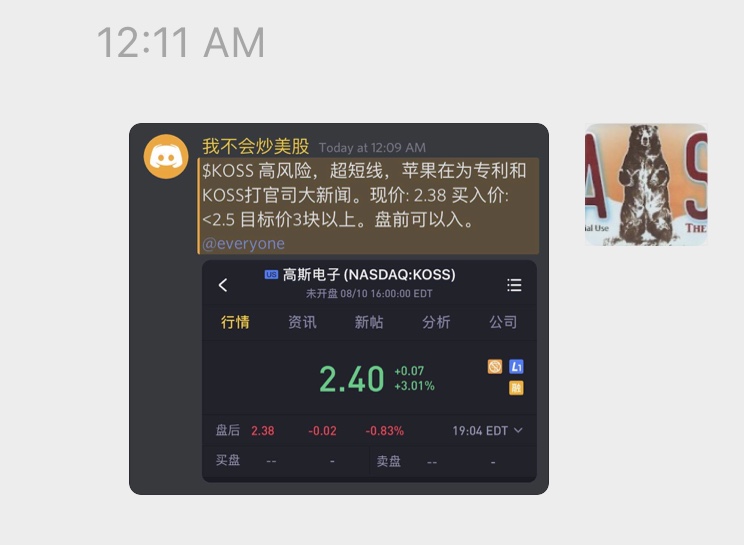 12:11 AM
我不会炒美股 Today at 12:09 AM
$KOSS 高风险，超短线，苹果在为专利和
KOSS打官司大新闻。现价: 2.38 买入价:
<2.5 目标价3块以上。盘前可以入。
@everyone
US 高斯电子 (NASDAQ:KOSS)
未开盘 08/10 16:00:00 EDT
行情 资讯 新帖 分析 公司
2.40 +0.07
+3.01%
L1
融
盘后 2.38 -0.02 -0.83% 19:04 EDT
买盘 -- - 卖盘 -- -
A S
ial Use THE